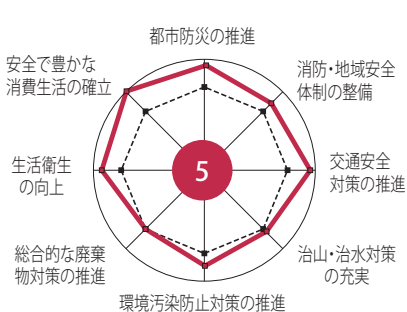 都市防災の推進
消防・地域安全
体制の整備
交通安全
対策の推進
治山・治水対策
の充実
環境汚染防止対策の推進
総合的な廃棄
物対策の推進
生活衛生
の向上
安全で豊かな
消費生活の確立
5